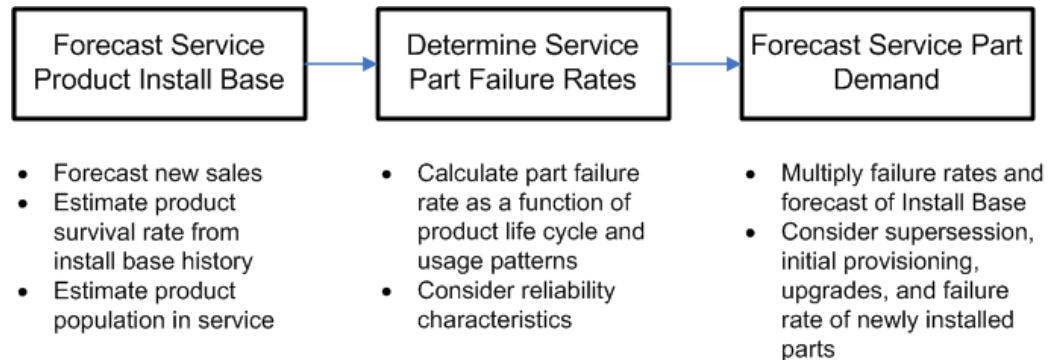 Forecast Service
Product Install Base
Determine Service
Part Failure Rates
Forecast Service Part
Demand
• Forecast new sales
• Estimate product
survival rate from
install base history
• Estimate product
population in service
• Calculate part failure
rate as a function of
product life cycle and
usage patterns
• Consider reliability
characteristics
• Multiply failure rates and
forecast of Install Base
• Consider supersession,
initial provisioning,
upgrades, and failure
rate of newly installed
parts